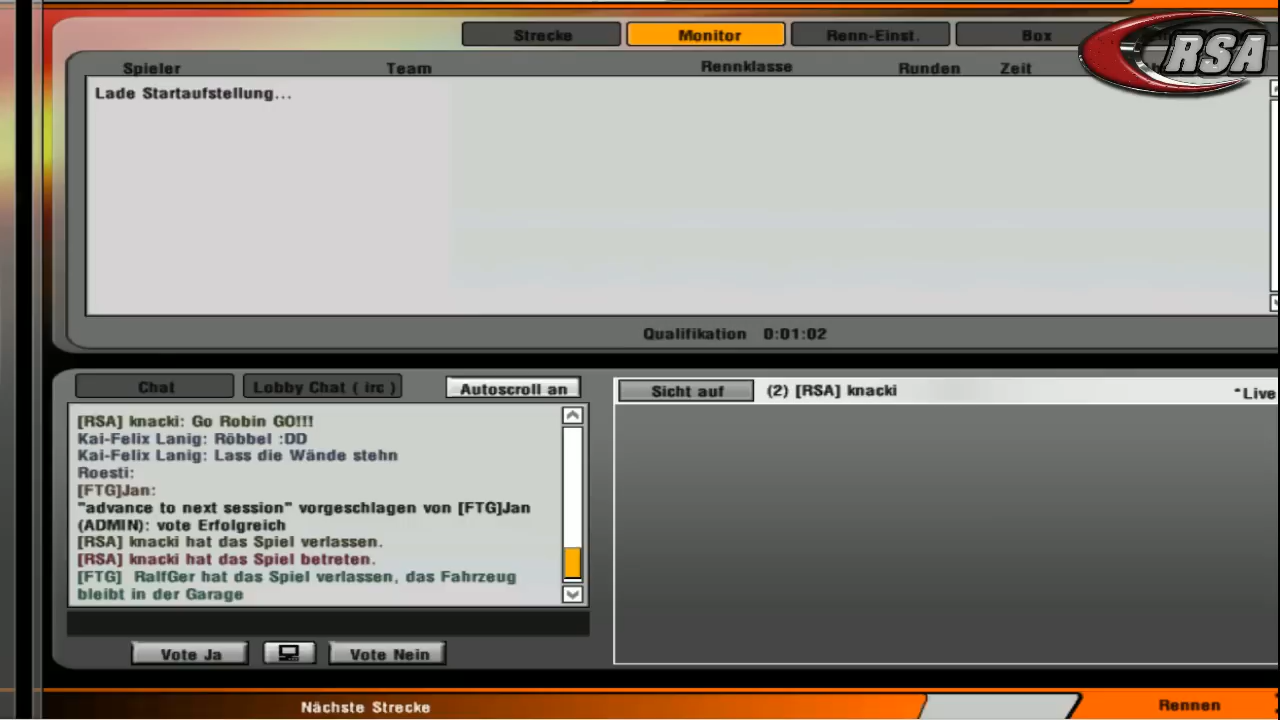 Strecke Monitor Renn-Einst. Box
RSA
Spieler Team Rennklasse Runden Zeit
Lade Startaufstellung...
Qualifikation 0:01:02
Chat Lobby Chat ( irc ) Autoscroll an
[RSA] knacki: Go Robin GO!!!
Kai-Felix Lanig: Röbbel :DD
Kai-Felix Lanig: Lass die Wände stehn
Roesti:
[FTG]Jan:
"advance to next session" vorgeschlagen von [FTG]Jan
(ADMIN): vote Erfolgreich
[RSA] knacki hat das Spiel verlassen.
[RSA] knacki hat das Spiel betreten.
[FTG] RalfGer hat das Spiel verlassen, das Fahrzeug
bleibt in der Garage
Vote Ja Vote Nein
Sicht auf (2) [RSA] knacki *Live
Nächste Strecke Rennen